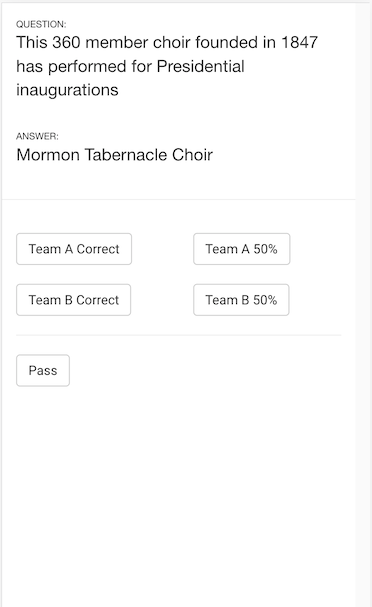 QUESTION:
This 360 member choir founded in 1847
has performed for Presidential
inaugurations
ANSWER:
Mormon Tabernacle Choir
Team A Correct
Team A 50%
Team B Correct
Team B 50%
Pass